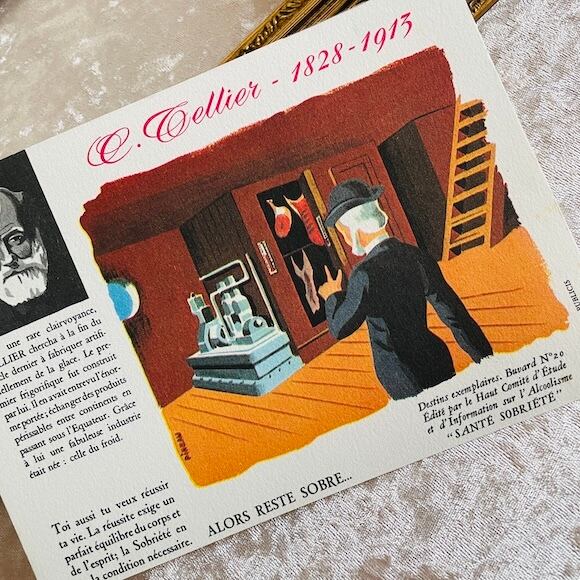 C. Tellier - 1828-1913
une rare clairvoyance,
LLIER chercha à la fin du
cle dernier à fabriquer artifi-
ellement de la glace. Le pre-
mier frigorifique fut construit
par lui. Il en avait entrevu l'énor-
me portée; échanger des produits
périssables entre continents en
passant sous l'Equateur. Grâce
à lui une fabuleuse industrie
était née : celle du froid.
Toi aussi tu veux réussir
ta vie. La réussite exige un
parfait équilibre du corps et
de l'esprit; la Sobriété en
la condition nécessaire.
ALORS RESTE SOBRE...
Destins exemplaires. Buvard N° 20
Édité par le Haut Comité d'Étude
et d'Information sur l'Alcoolisme
"SANTÉ SOBRIÉTÉ"
PUBLICIS